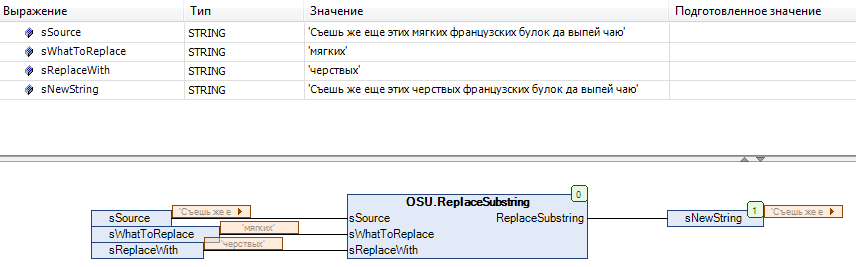 Выражение Тип Значение Подготовленное значение
sSource STRING 'Съешь же еще этих мягких французских булок да выпей чаю'
sWhatToReplace STRING 'мягких'
sReplaceWith STRING 'черствых'
sNewString STRING 'Съешь же еще этих черствых французских булок да выпей чаю'
OSU.ReplaceSubstring 0
sSource 'Съешь же е sSource ReplaceSubstring sNewString 1 'Съешь же е
sWhatToReplace 'мягких' sWhatToReplace
sReplaceWith 'черствых' sReplaceWith